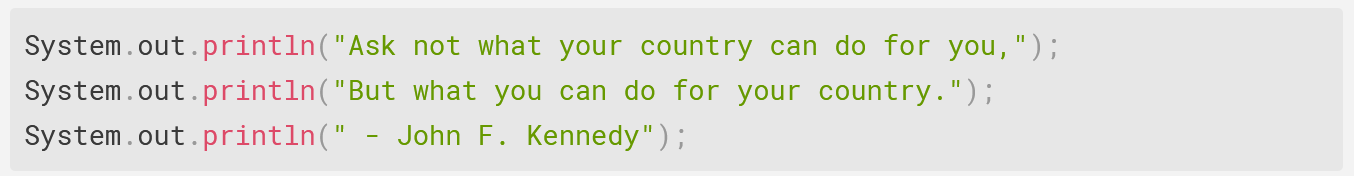 System.out.println("Ask not what your country can do for you,");
System.out.println("But what you can do for your country.");
System.out.println(" - John F. Kennedy");